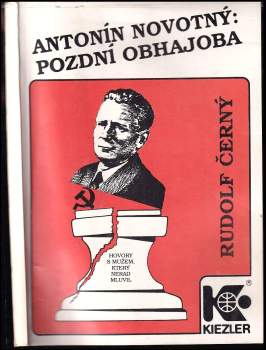 ANTONÍN NOVOTNÝ:
POZDNÍ OBHAJOBA
RUDOLF ČERNÝ
HOVORY
S MUŽEM,
KTERÝ
NERAD
MLUVIL
®
KIEZLER